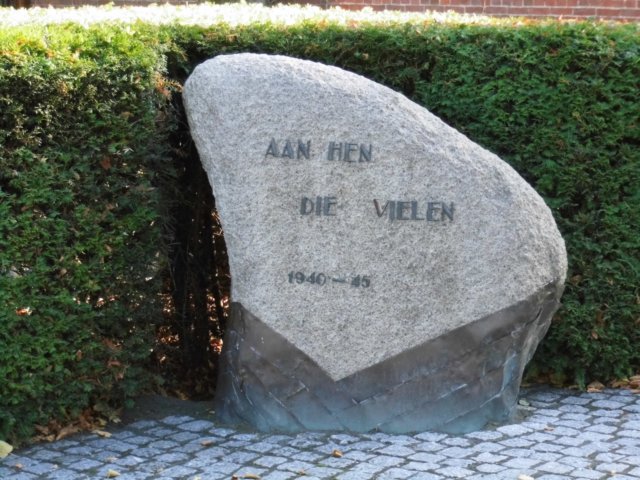 AAN HEN
DIE VIELEN
1940-45